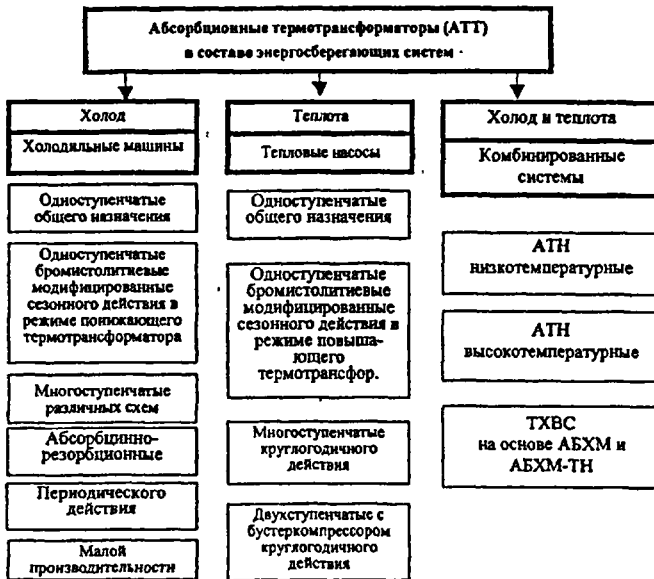 Абсорбционные термотрансформаторы (АТТ)
в составе энергосберегающих систем
Холод
Холодильные машины
Одноступенчатые
общего назначения
Одноступенчатые
бромистолитиевые
модифицированные
сезонного действия в
режиме понижающего
термотрансформатора
Многоступенчатые
различных схем
Абсорбцинно-
резорбционные
Периодического
действия
Малой
производительности
Теплота
Тепловые насосы
Одноступенчатые
общего назначения
Одноступенчатые
бромистолитиевые
модифицированные
сезонного действия в
режиме повыша-
ющего
термотрансфор.
Многоступенчатые
круглогодичного
действия
Двухступенчатые с
бустеркомпрессором
круглогодичного
действия
Холод и теплота
Комбинированные
системы
АТН
низкотемпературные
АТН
высокотемпературные
ТХВС
на основе АБХМ и
АБХМ-ТН